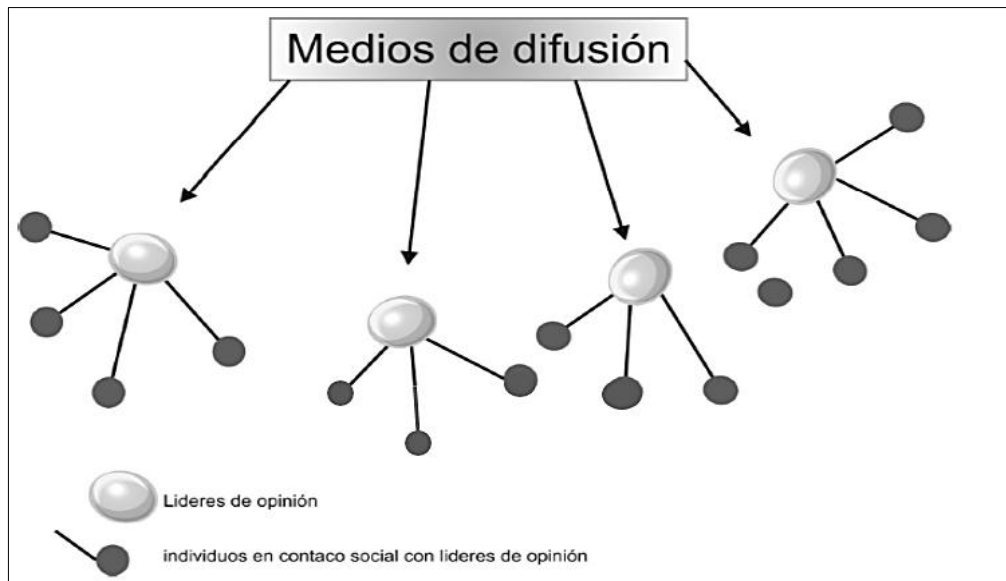 Medios de difusión
Lideres de opinión
individuos en contaco social con lideres de opinión